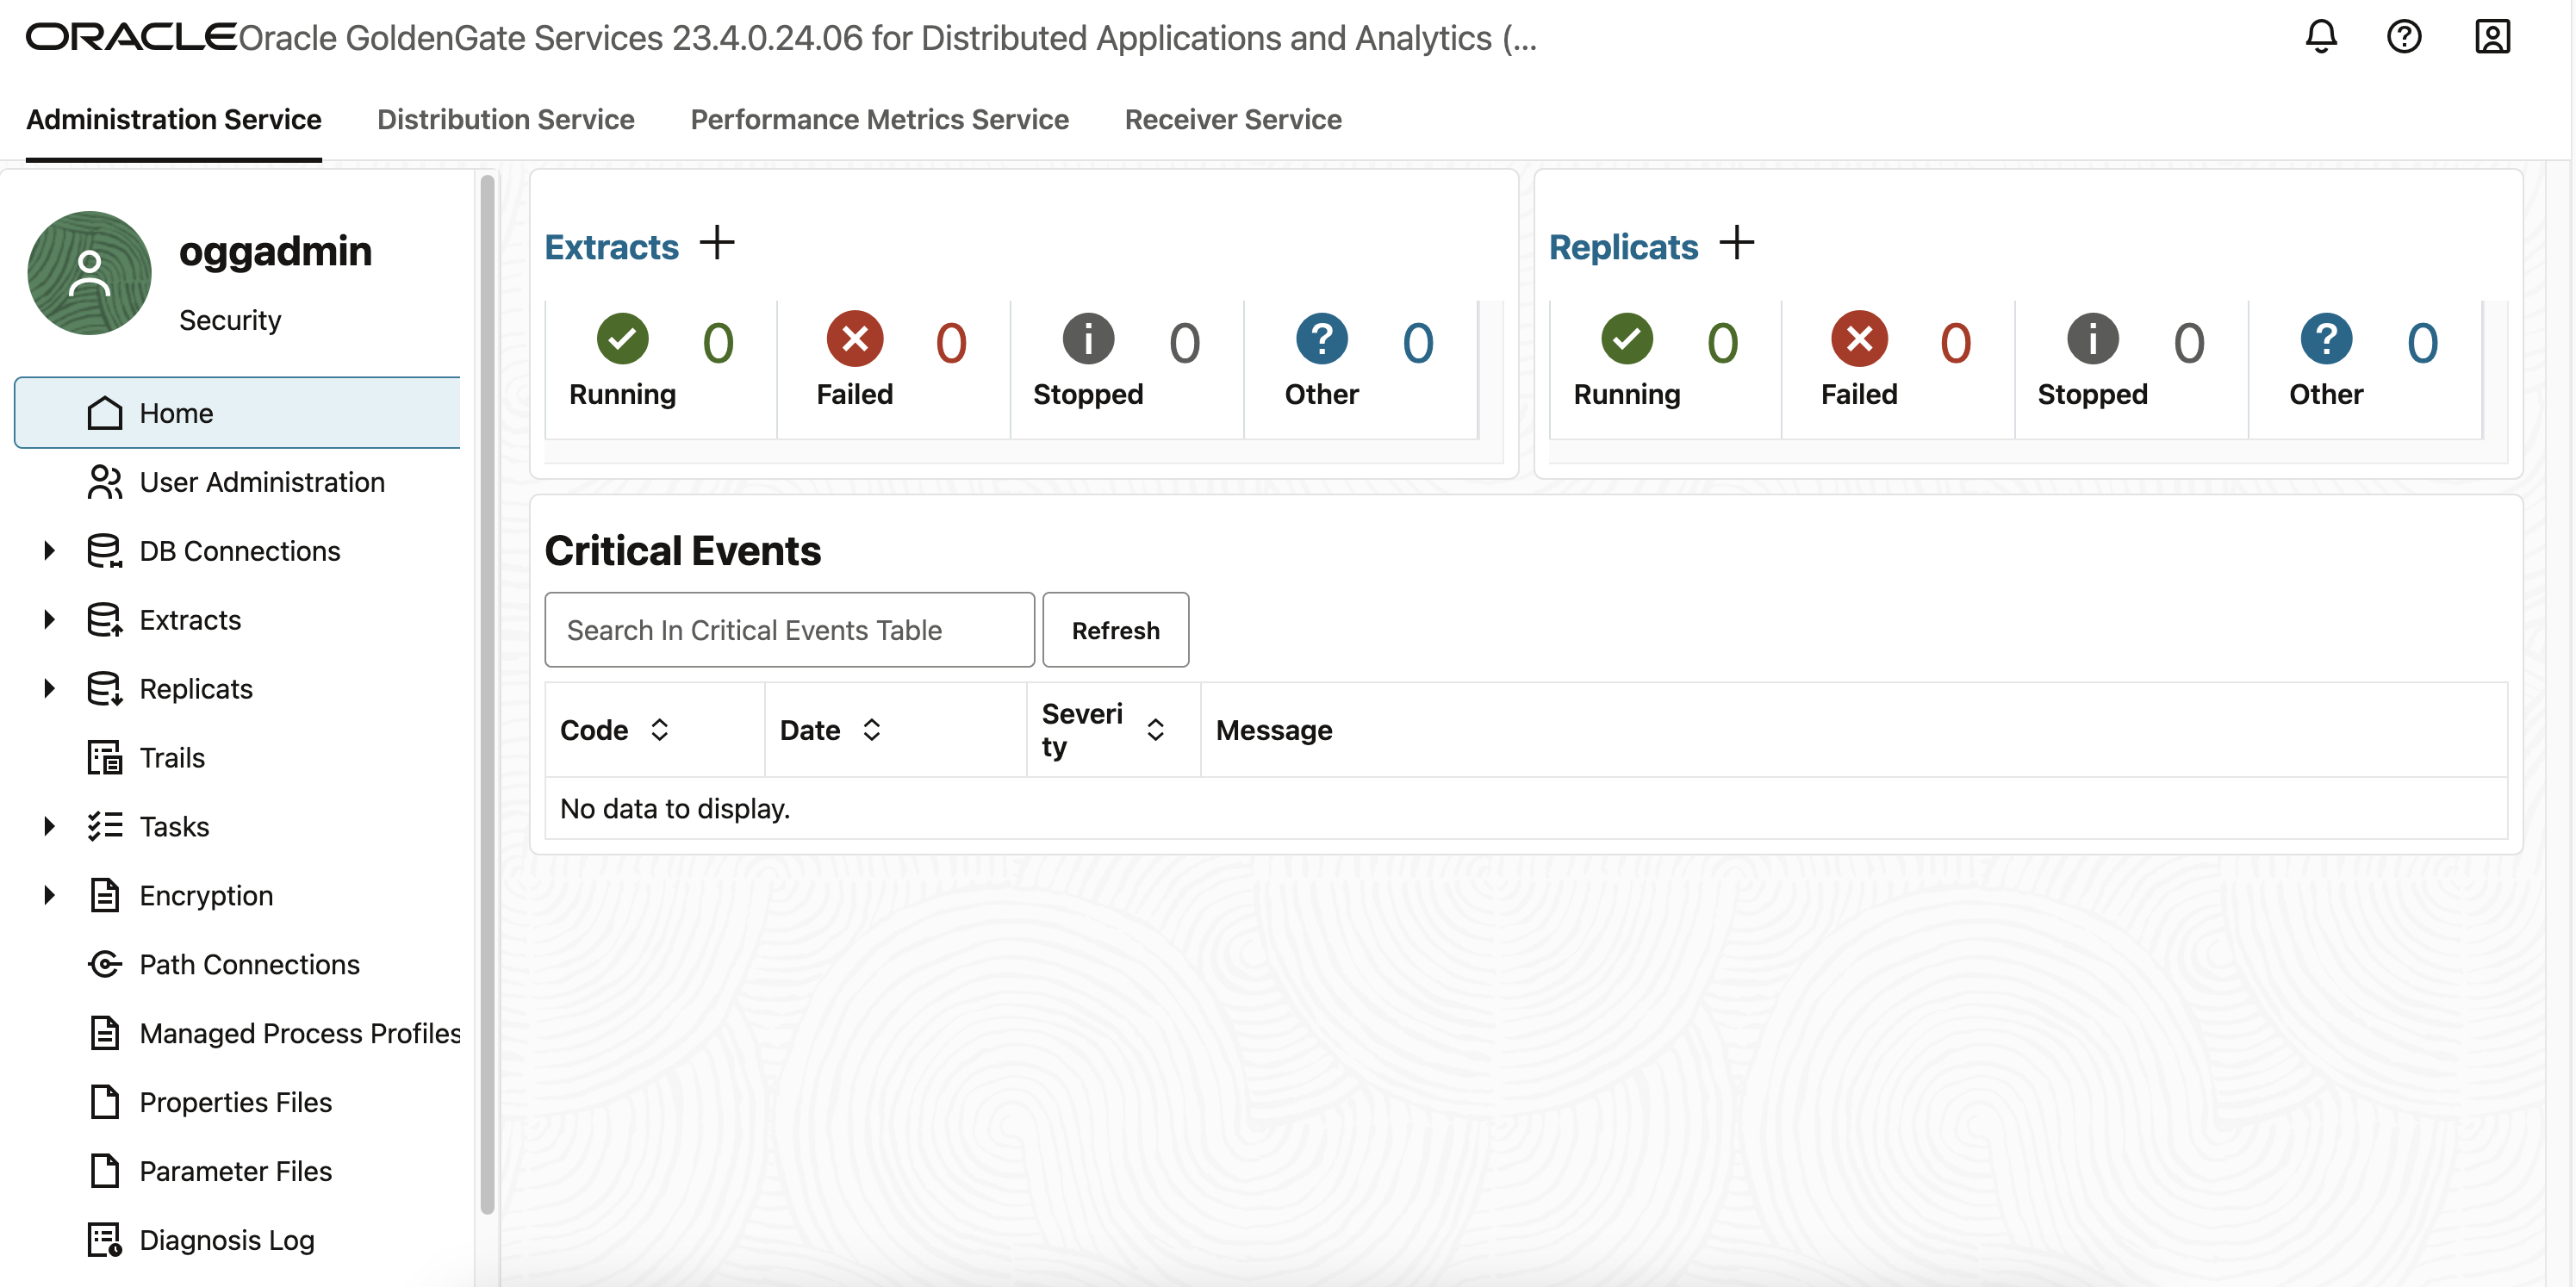 ORACLE Oracle GoldenGate Services 23.4.0.24.06 for Distributed Applications and Analytics (...
Administration Service Distribution Service Performance Metrics Service Receiver Service
oggadmin
Security
Home
User Administration
DB Connections
Extracts
Replicats
Trails
Tasks
Encryption
Path Connections
Managed Process Profiles
Properties Files
Parameter Files
Diagnosis Log
Extracts
0 0 0 0
Running Failed Stopped Other
Replicats
0 0 0 0
Running Failed Stopped Other
Critical Events
Search In Critical Events Table Refresh
Code Date Severi
ty Message
No data to display.